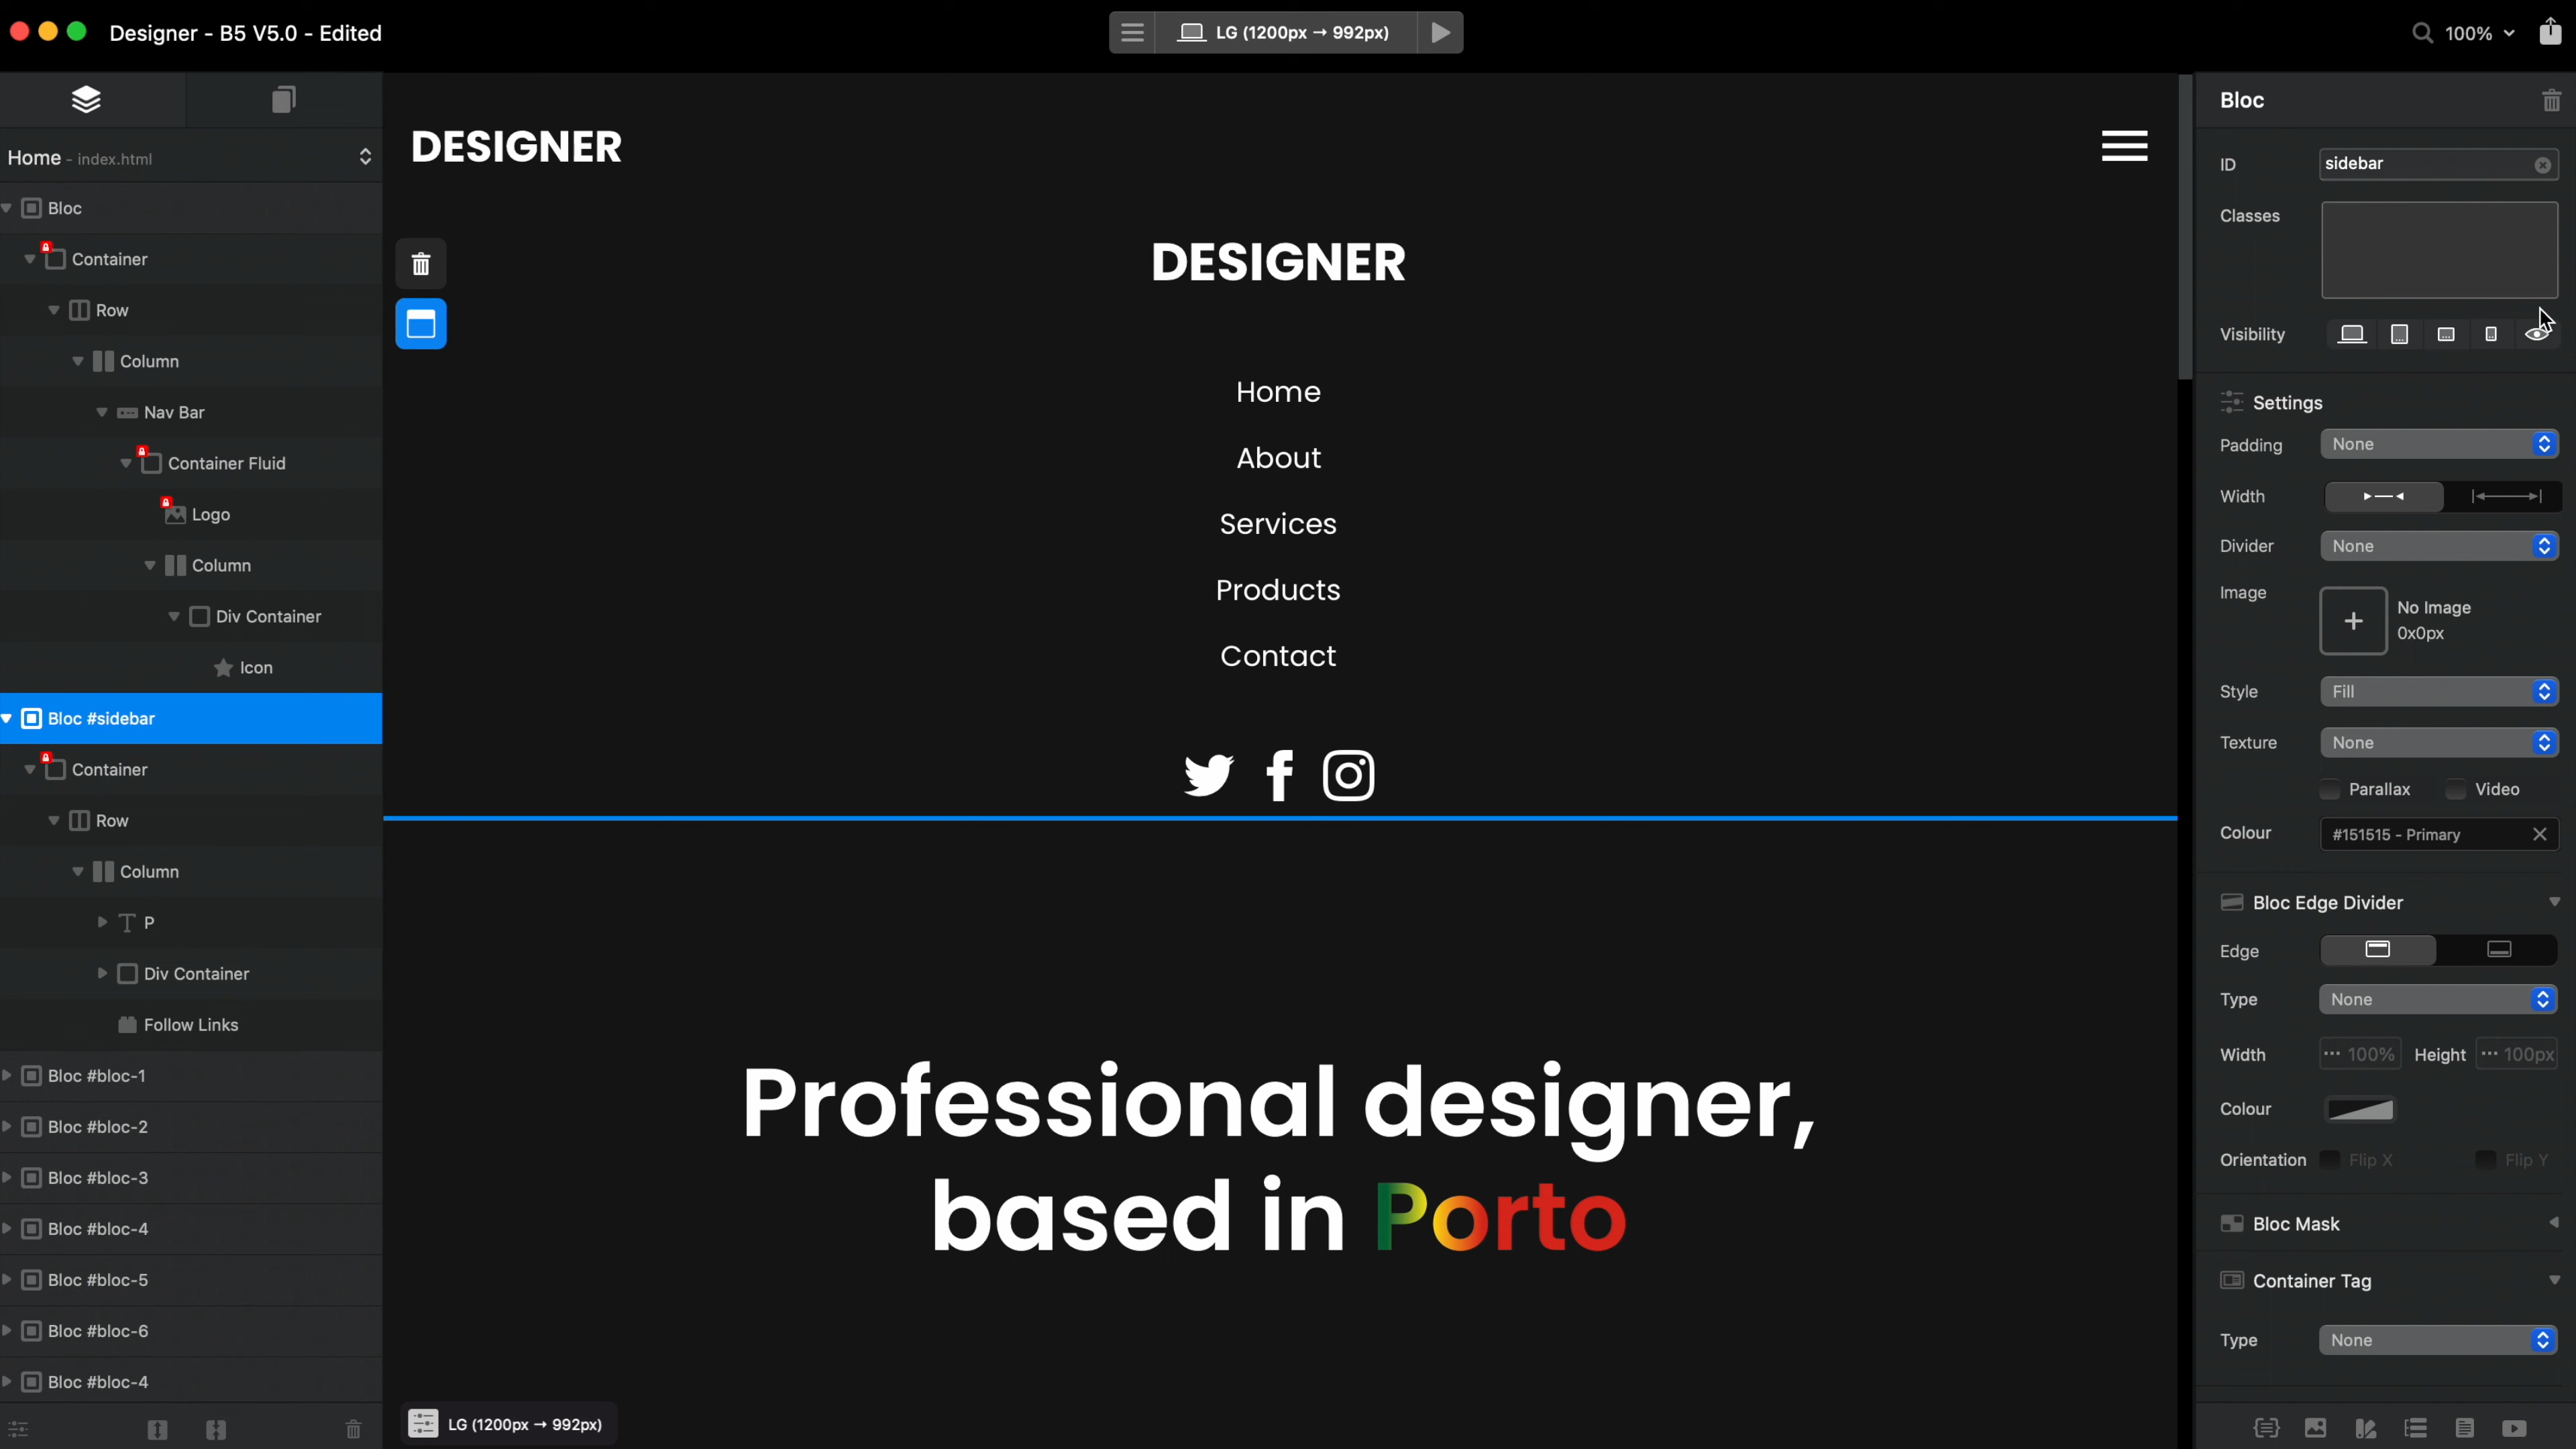 Designer - B5 V5.0 - Edited
LG (1200px → 992px)
100%
Home - index.html
Bloc
Container
Row
Column
Nav Bar
Container Fluid
Logo
Column
Div Container
Icon
Bloc #sidebar
Container
Row
Column
P
Div Container
Follow Links
Bloc #bloc-1
Bloc #bloc-2
Bloc #bloc-3
Bloc #bloc-4
Bloc #bloc-5
Bloc #bloc-6
Bloc #bloc-4
DESIGNER
DESIGNER
Home
About
Services
Products
Contact
Professional designer,
based in Porto
LG (1200px → 992px)
Bloc
ID sidebar
Classes
Visibility
Settings
Padding None
Width
Divider None
Image No Image
0x0px
Style Fill
Texture None
Parallax Video
Colour #151515 - Primary
Bloc Edge Divider
Edge
Type None
Width 100% Height 100px
Colour
Orientation Flip X Flip Y
Bloc Mask
Container Tag
Type None